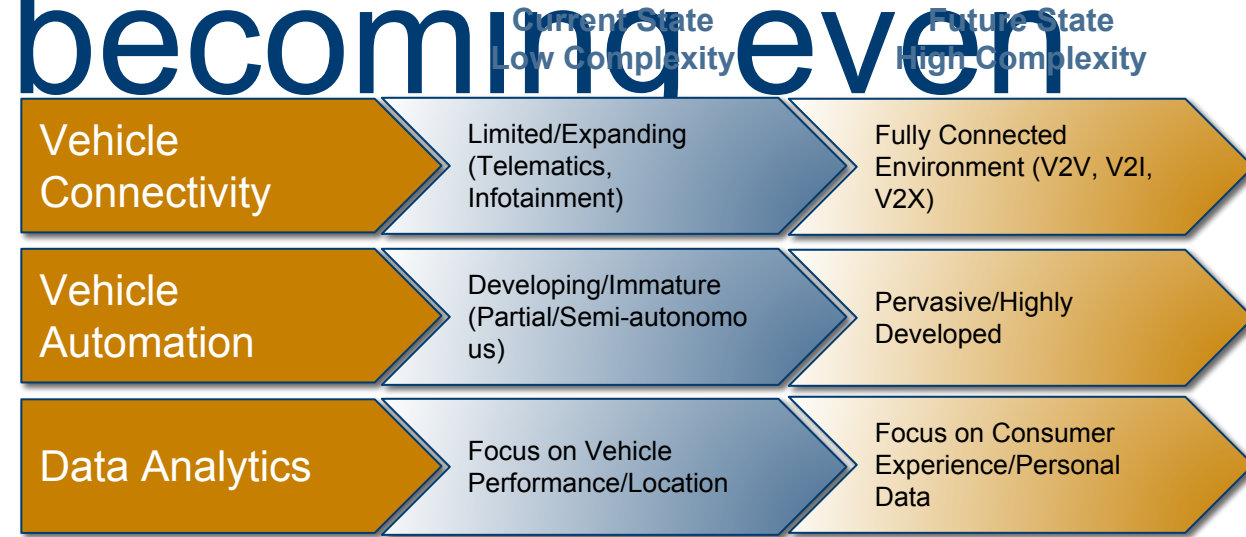 becoming even
Current State
Low Complexity
Future State
High Complexity
Vehicle
Connectivity
Limited/Expanding
(Telematics,
Infotainment)
Fully Connected
Environment (V2V, V2I,
V2X)
Vehicle
Automation
Developing/Immature
(Partial/Semi-autonomo
us)
Pervasive/Highly
Developed
Data Analytics
Focus on Vehicle
Performance/Location
Focus on Consumer
Experience/Personal
Data